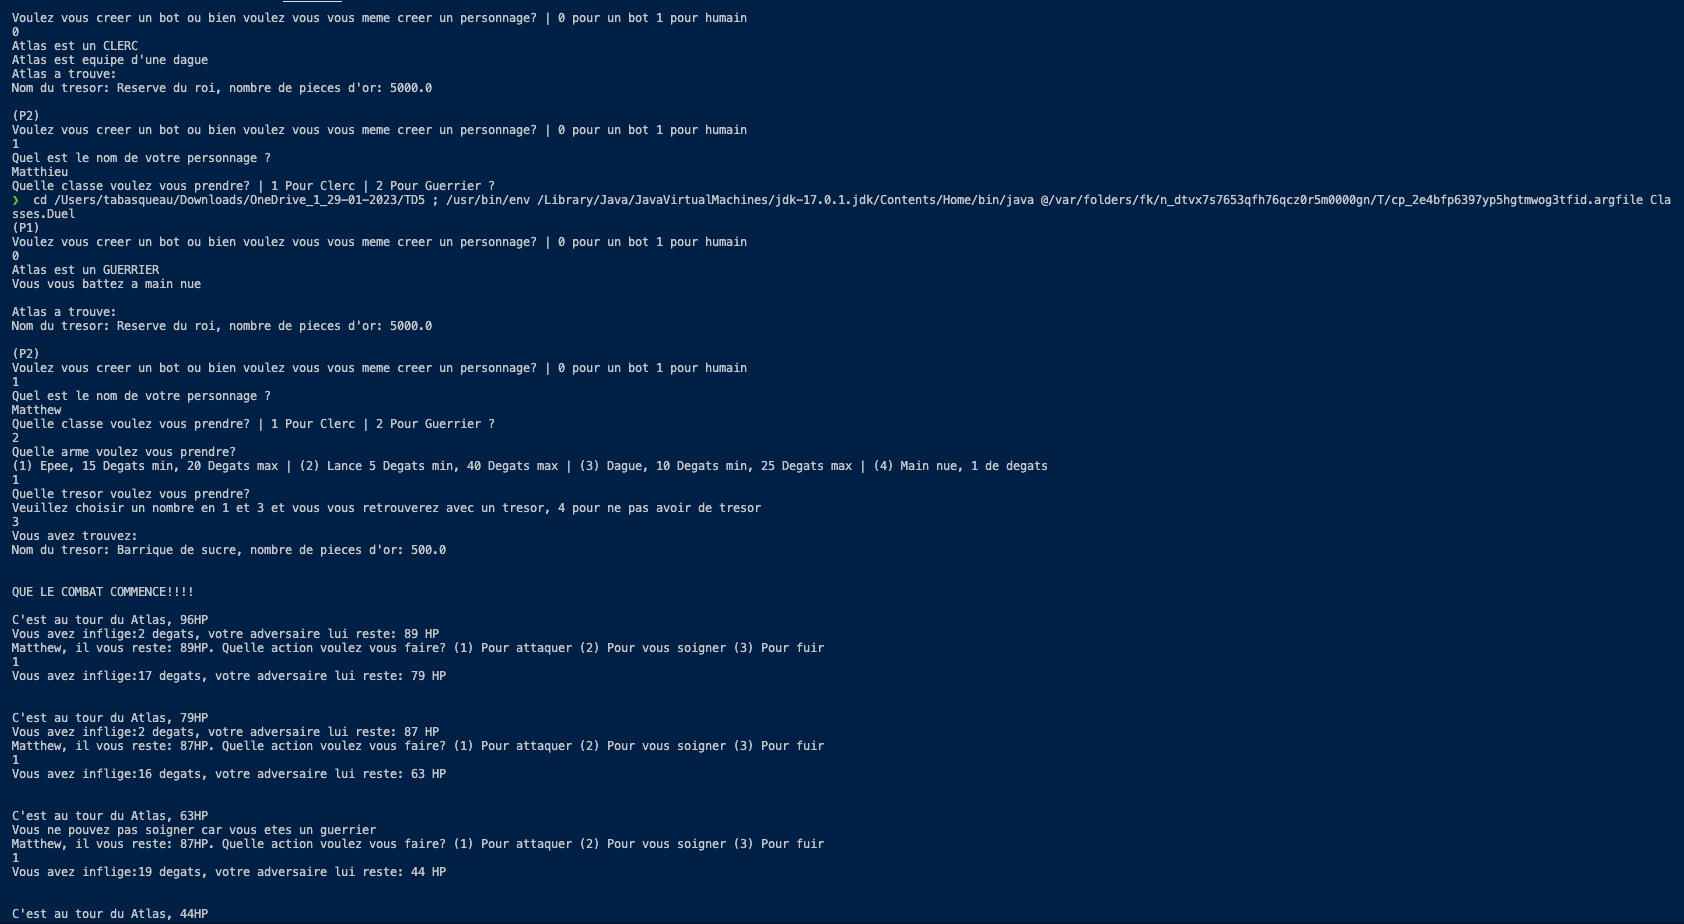 Voulez vous creer un bot ou bien voulez vous vous meme creer un personnage? | 0 pour un bot 1 pour humain
0
Atlas est un CLERC
Atlas est equipe d'une dague
Atlas a trouve:
Nom du tresor: Reserve du roi, nombre de pieces d'or: 5000.0
(P2)
Voulez vous creer un bot ou bien voulez vous vous meme creer un personnage? | 0 pour un bot 1 pour humain
1
Quel est le nom de votre personnage ?
Matthieu
Quelle classe voulez vous prendre? | 1 Pour Clerc | 2 Pour Guerrier ?
❯  cd /Users/tabasqueau/Downloads/OneDrive_1_29-01-2023/TD5 ; /usr/bin/env /Library/Java/JavaVirtualMachines/jdk-17.0.1.jdk/Contents/Home/bin/java @/var/folders/fk/n_dtvx7s7653qfh76qcz0r5m0000gn/T/cp_2e4bfp6397yp5hgtmwog3tfid.argfile Cla
sses.Duel
(P1)
Voulez vous creer un bot ou bien voulez vous vous meme creer un personnage? | 0 pour un bot 1 pour humain
0
Atlas est un GUERRIER
Vous vous battez a main nue
Atlas a trouve:
Nom du tresor: Reserve du roi, nombre de pieces d'or: 5000.0
(P2)
Voulez vous creer un bot ou bien voulez vous vous meme creer un personnage? | 0 pour un bot 1 pour humain
1
Quel est le nom de votre personnage ?
Matthew
Quelle classe voulez vous prendre? | 1 Pour Clerc | 2 Pour Guerrier ?
2
Quelle arme voulez vous prendre?
(1) Epee, 15 Degats min, 20 Degats max | (2) Lance 5 Degats min, 40 Degats max | (3) Dague, 10 Degats min, 25 Degats max | (4) Main nue, 1 de degats
1
Quelle tresor voulez vous prendre?
Veuillez choisir un nombre en 1 et 3 et vous vous retrouverez avec un tresor, 4 pour ne pas avoir de tresor
3
Vous avez trouvez:
Nom du tresor: Barrique de sucre, nombre de pieces d'or: 500.0
QUE LE COMBAT COMMENCE!!!!
C'est au tour du Atlas, 96HP
Vous avez inflige:2 degats, votre adversaire lui reste: 89 HP
Matthew, il vous reste: 89HP. Quelle action voulez vous faire? (1) Pour attaquer (2) Pour vous soigner (3) Pour fuir
1
Vous avez inflige:17 degats, votre adversaire lui reste: 79 HP
C'est au tour du Atlas, 79HP
Vous avez inflige:2 degats, votre adversaire lui reste: 87 HP
Matthew, il vous reste: 87HP. Quelle action voulez vous faire? (1) Pour attaquer (2) Pour vous soigner (3) Pour fuir
1
Vous avez inflige:16 degats, votre adversaire lui reste: 63 HP
C'est au tour du Atlas, 63HP
Vous ne pouvez pas soigner car vous etes un guerrier
Matthew, il vous reste: 87HP. Quelle action voulez vous faire? (1) Pour attaquer (2) Pour vous soigner (3) Pour fuir
1
Vous avez inflige:19 degats, votre adversaire lui reste: 44 HP
C'est au tour du Atlas, 44HP